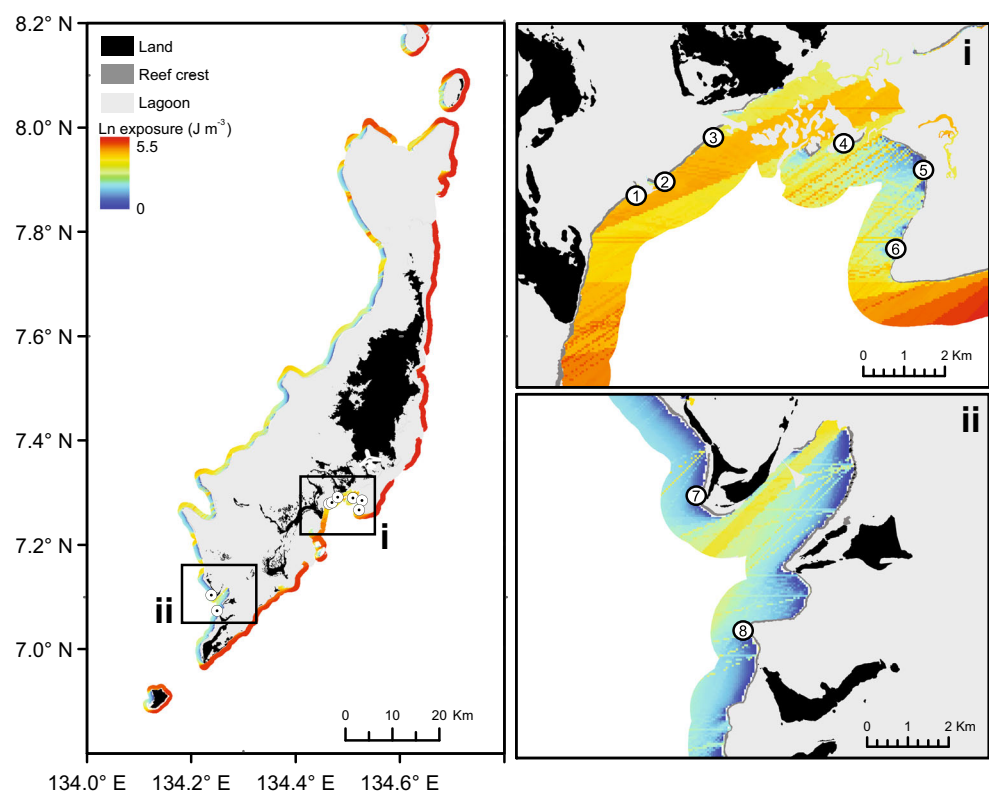 8.2° N
8.0° N
7.8° N
7.6° N
7.4° N
7.2° N
7.0° N
134.0° E
134.2° E
134.4° E
134.6° E
Land
Reef crest
Lagoon
Ln exposure (J m⁻³)
5.5
0
i
ii
0 10 20 Km
i
1
2
3
4
5
6
0 1 2 Km
ii
7
8
0 1 2 Km